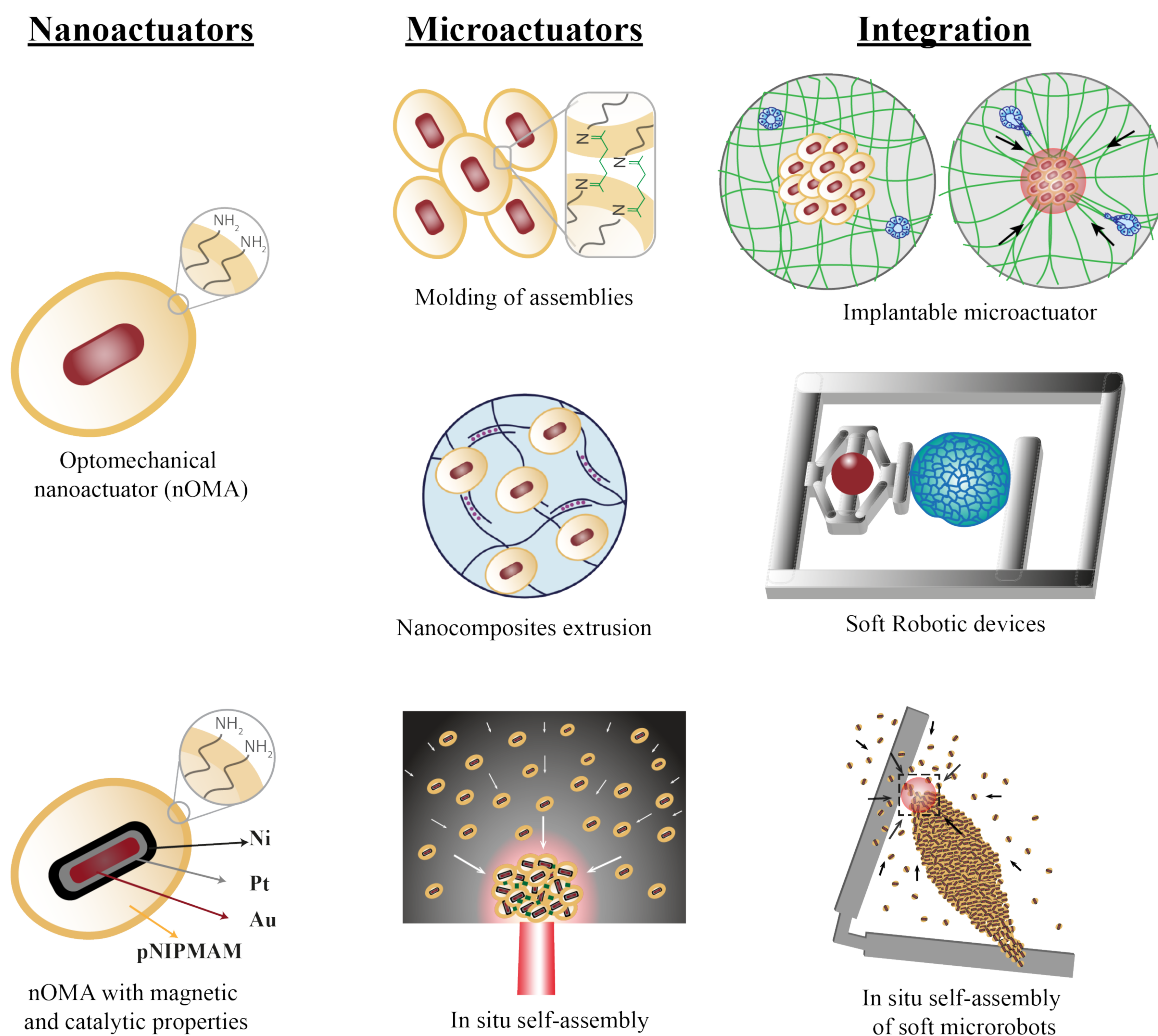 Nanoactuators
Microactuators
Integration
NH2
NH2
Optomechanical
nanoactuator (nOMA)
N
N
N
N
Molding of assemblies
Implantable microactuator
Nanocomposites extrusion
Soft Robotic devices
NH2
NH2
Ni
Pt
Au
pNIPMAM
nOMA with magnetic
and catalytic properties
In situ self-assembly
In situ self-assembly
of soft microrobots